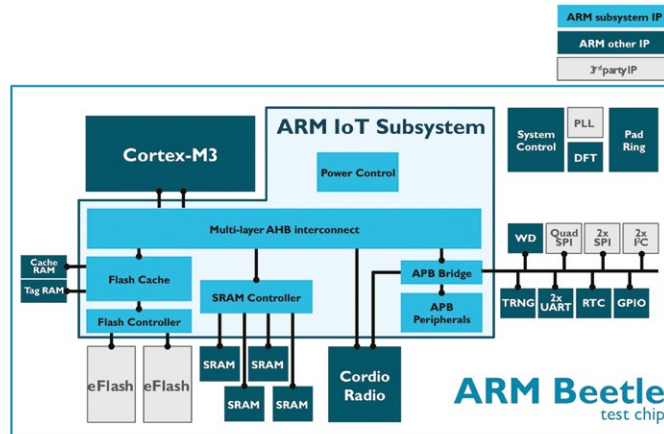 ARM subsystem IP
ARM other IP
3rd party IP
ARM IoT Subsystem
Cortex-M3
System
Control
PLL
DFT
Pad
Ring
Power Control
Multi-layer AHB interconnect
Cache
RAM
Tag RAM
Flash Cache
Flash Controller
SRAM Controller
APB Bridge
APB
Peripherals
WD
Quad
SPI
2x
SPI
2x
I²C
TRNG
2x
UART
RTC
GPIO
eFlash
eFlash
SRAM
SRAM
SRAM
SRAM
Cordio
Radio
ARM Beetle
test chip